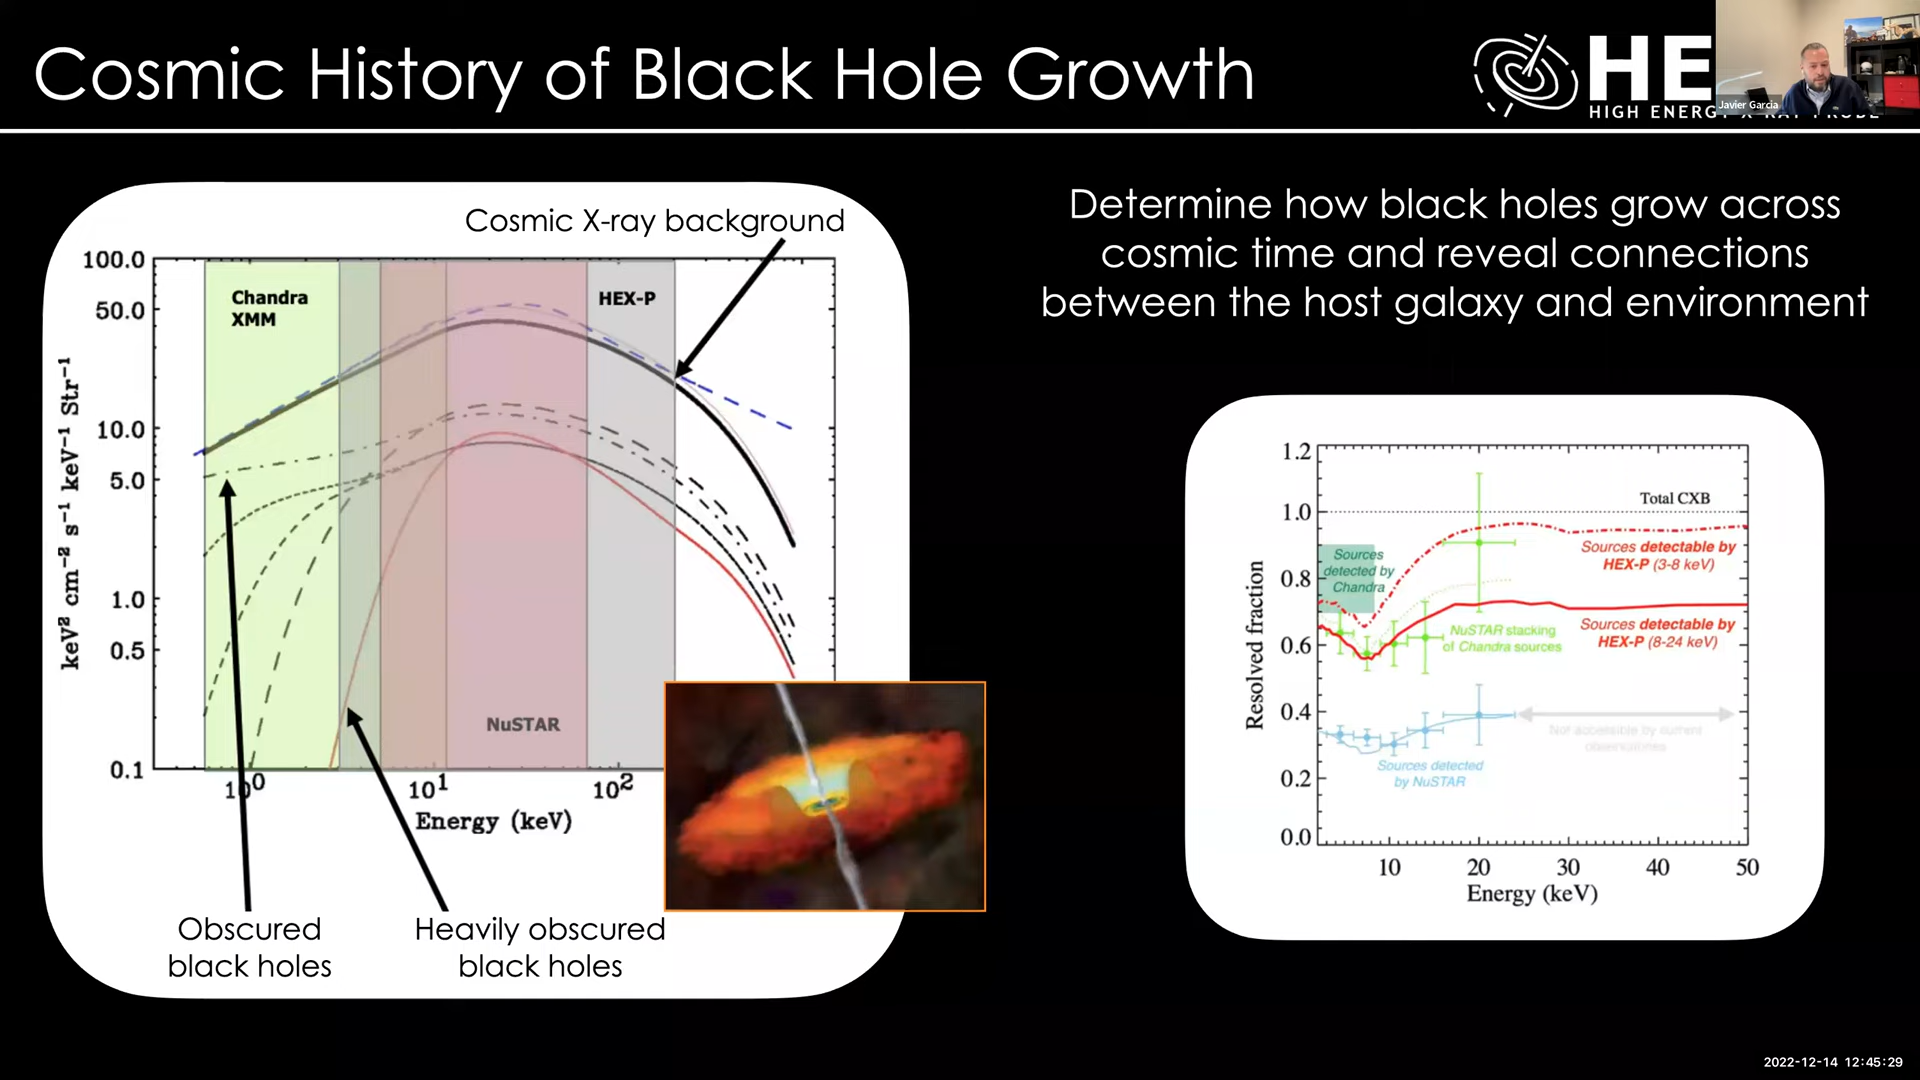 Cosmic History of Black Hole Growth
HE
HIGH ENERGY X-RAY PROBE
Javier Garcia
Determine how black holes grow across
cosmic time and reveal connections
between the host galaxy and environment
Cosmic X-ray background
100.0
50.0
10.0
5.0
1.0
0.5
0.1
keV² cm⁻² s⁻¹ keV⁻¹ Str⁻¹
Chandra
XMM
HEX-P
NuSTAR
10⁰
10¹
10²
Energy (keV)
Obscured
black holes
Heavily obscured
black holes
1.2
1.0
0.8
0.6
0.4
0.2
0.0
Resolved fraction
Total CXB
Sources
detected by
Chandra
Sources detectable by
HEX-P (3-8 keV)
Sources detectable by
HEX-P (8-24 keV)
NuSTAR stacking
of Chandra sources
Not accessible by current
observations
Sources detected
by NuSTAR
10
20
30
40
50
Energy (keV)
2022-12-14 12:45:29